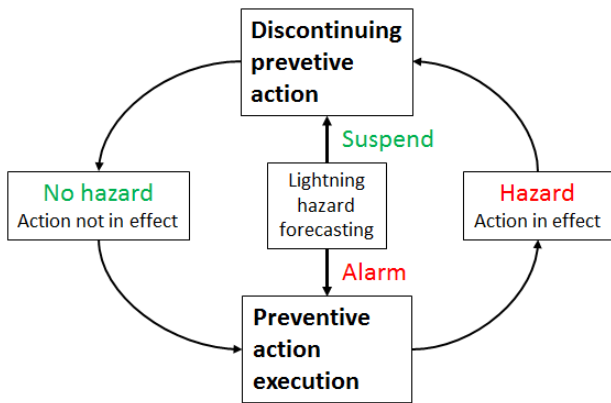 Discontinuing
prevetive
action
Suspend
No hazard
Action not in effect
Lightning
hazard
forecasting
Hazard
Action in effect
Alarm
Preventive
action
execution